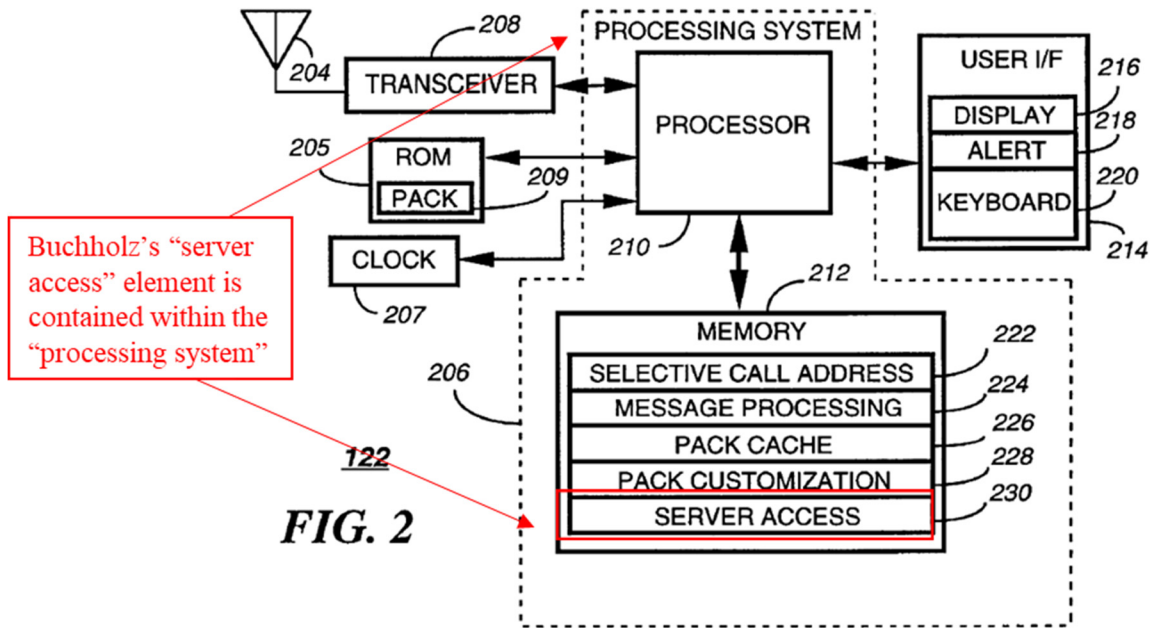 208
PROCESSING SYSTEM
204
TRANSCEIVER
USER I/F
216
DISPLAY
218
ALERT
220
KEYBOARD
214
PROCESSOR
210
205
ROM
209
PACK
CLOCK
207
Buchholz’s “server
access” element is
contained within the
“processing system”
212
MEMORY
222
SELECTIVE CALL ADDRESS
224
MESSAGE PROCESSING
226
PACK CACHE
228
PACK CUSTOMIZATION
230
SERVER ACCESS
206
122
FIG. 2